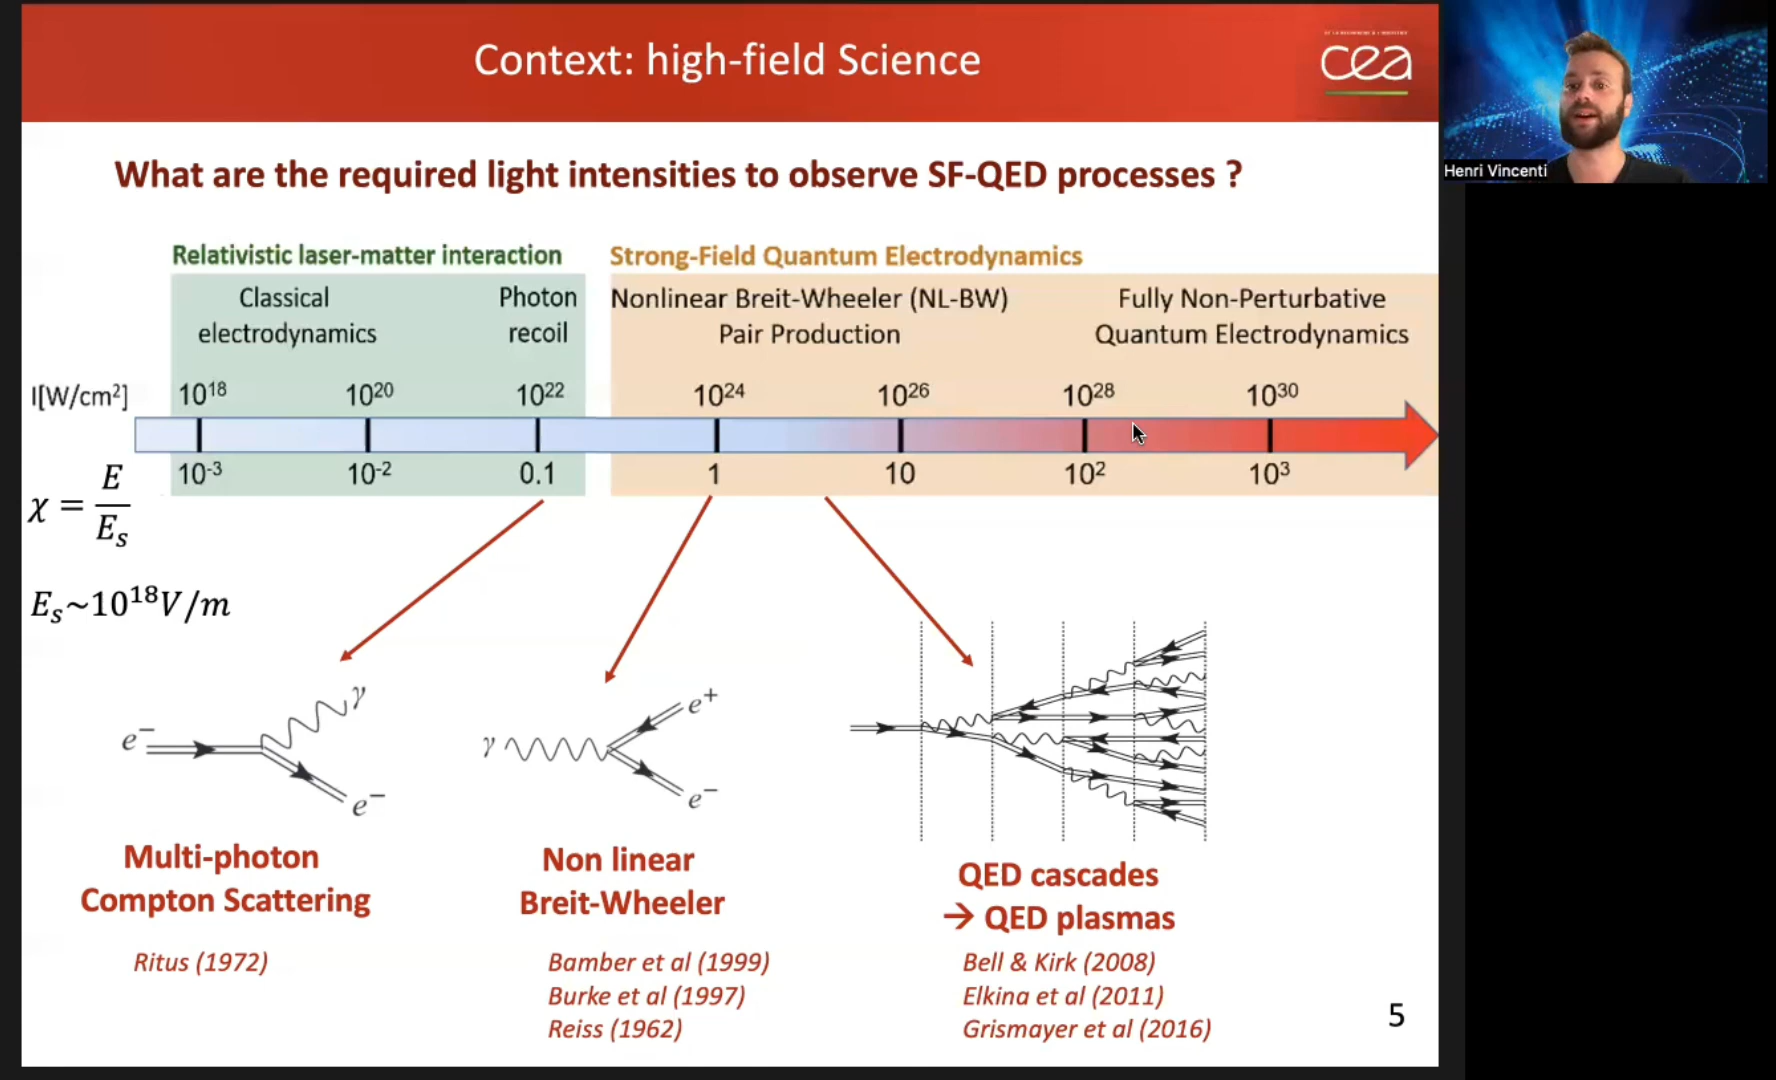 Context: high-field Science
cea
Henri Vincenti
What are the required light intensities to observe SF-QED processes ?
Relativistic laser-matter interaction
Strong-Field Quantum Electrodynamics
Classical
electrodynamics
Photon
recoil
Nonlinear Breit-Wheeler (NL-BW)
Pair Production
Fully Non-Perturbative
Quantum Electrodynamics
I[W/cm²] 10¹⁸ 10²⁰ 10²² 10²⁴ 10²⁶ 10²⁸ 10³⁰
10⁻³ 10⁻² 0.1 1 10 10² 10³
χ = E/Eₛ
Eₛ~10¹⁸V/m
e⁻ γ e⁻
γ e⁺ e⁻
Multi-photon
Compton Scattering
Ritus (1972)
Non linear
Breit-Wheeler
Bamber et al (1999)
Burke et al (1997)
Reiss (1962)
QED cascades
→ QED plasmas
Bell & Kirk (2008)
Elkina et al (2011)
Grismayer et al (2016)
5